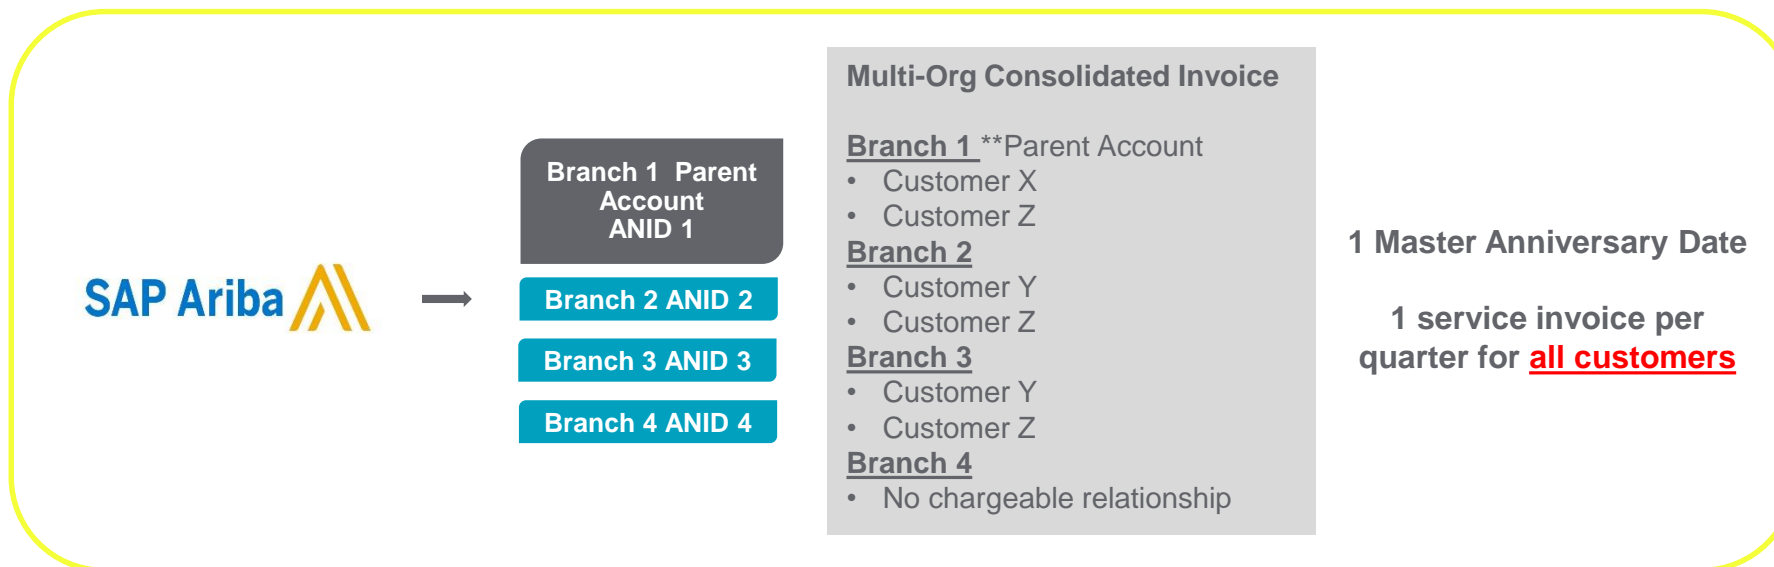 SAP Ariba
Branch 1  Parent
Account
ANID 1
Branch 2 ANID 2
Branch 3 ANID 3
Branch 4 ANID 4
Multi-Org Consolidated Invoice
Branch 1 **Parent Account
• Customer X
• Customer Z
Branch 2
• Customer Y
• Customer Z
Branch 3
• Customer Y
• Customer Z
Branch 4
• No chargeable relationship
1 Master Anniversary Date
1 service invoice per
quarter for all customers